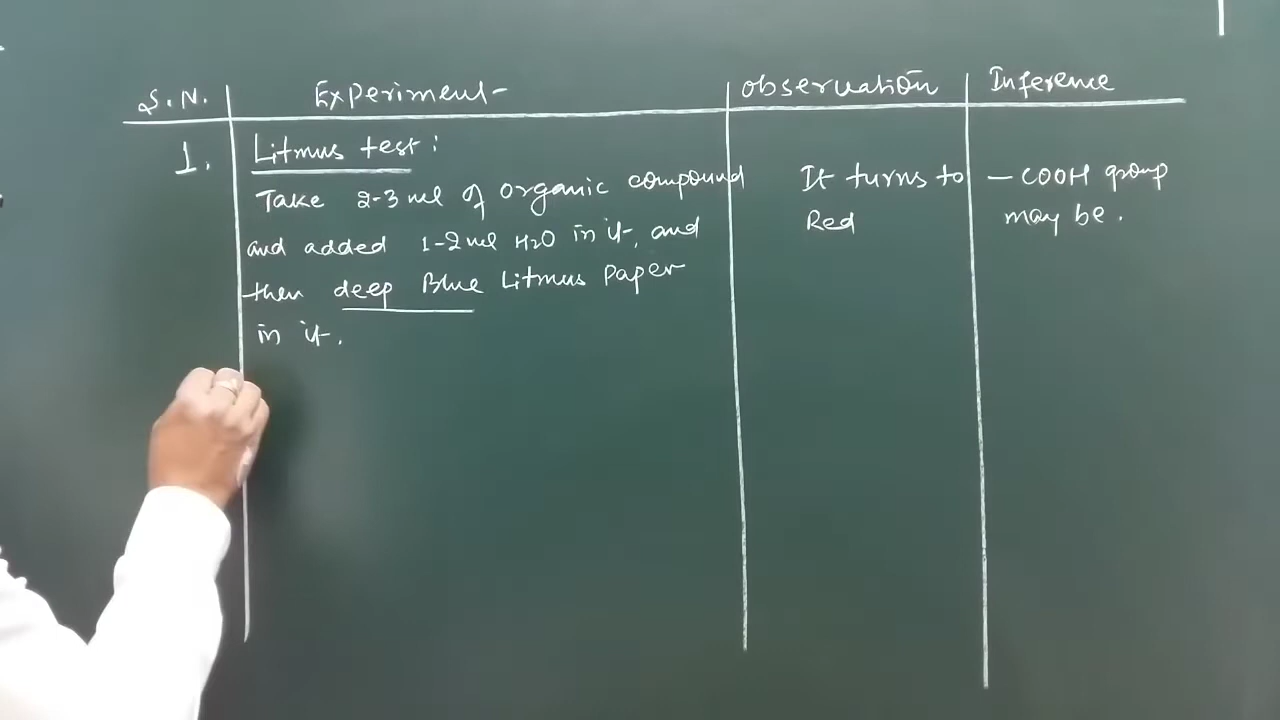 S.N. Experiment Observation Inference
1. Litmus test:
Take 2-3 ml of organic compound It turns to - COOH group
and added 1-2 ml H2O in it, and Red may be.
then deep Blue Litmus Paper
in it.